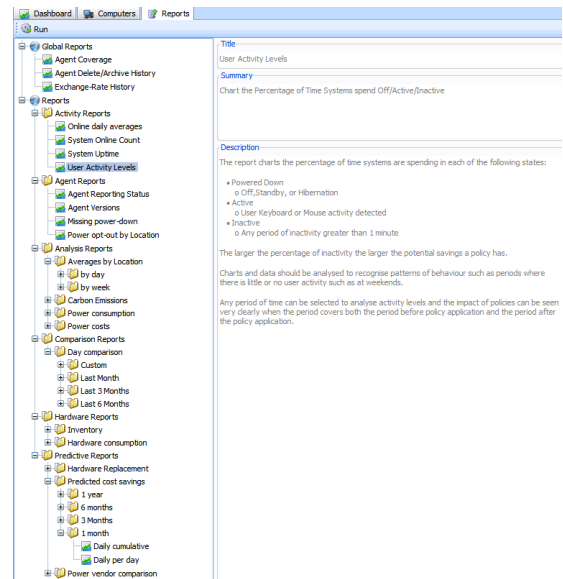 Dashboard
Computers
Reports
Run
Global Reports
Agent Coverage
Agent Delete/Archive History
Exchange-Rate History
Reports
Activity Reports
Online daily averages
System Online Count
System Uptime
User Activity Levels
Agent Reports
Agent Reporting Status
Agent Versions
Missing power-down
Power opt-out by Location
Analysis Reports
Averages by Location
by day
by week
Carbon Emissions
Power consumption
Power costs
Comparison Reports
Day comparison
Custom
Last Month
Last 3 Months
Last 6 Months
Hardware Reports
Inventory
Hardware consumption
Predictive Reports
Hardware Replacement
Predicted cost savings
1 year
6 months
3 Months
1 month
Daily cumulative
Daily per day
Power vendor comparison
Title
User Activity Levels
Summary
Chart the Percentage of Time Systems spend Off/Active/Inactive
Description
The report charts the percentage of time systems are spending in each of the following states:
• Powered Down
o Off,Standby, or Hibernation
• Active
o User Keyboard or Mouse activity detected
• Inactive
o Any period of inactivity greater than 1 minute
The larger the percentage of inactivity the larger the potential savings a policy has.
Charts and data should be analysed to recognise patterns of behaviour such as periods where
there is little or no user activity such as at weekends.
Any period of time can be selected to analyse activity levels and the impact of policies can be seen
very clearly when the period covers both the period before policy application and the period after
the policy application.